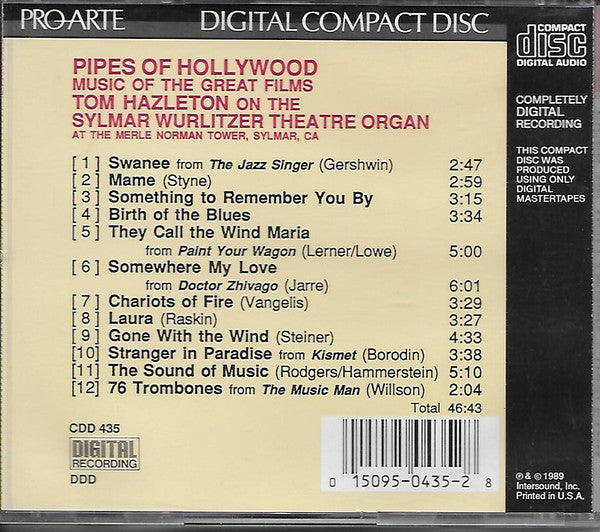 PRO ARTE DIGITAL COMPACT DISC
COMPACT
disc
DIGITAL AUDIO
PIPES OF HOLLYWOOD
MUSIC OF THE GREAT FILMS
TOM HAZLETON ON THE
SYLMAR WURLITZER THEATRE ORGAN
AT THE MERLE NORMAN TOWER, SYLMAR, CA
[ 1 ] Swanee from The Jazz Singer (Gershwin) 2:47
[ 2 ] Mame (Styne) 2:59
[ 3 ] Something to Remember You By 3:15
[ 4 ] Birth of the Blues 3:34
[ 5 ] They Call the Wind Maria
from Paint Your Wagon (Lerner/Lowe) 5:00
[ 6 ] Somewhere My Love
from Doctor Zhivago (Jarre) 6:01
[ 7 ] Chariots of Fire (Vangelis) 3:29
[ 8 ] Laura (Raskin) 3:27
[ 9 ] Gone With the Wind (Steiner) 4:33
[10] Stranger in Paradise from Kismet (Borodin) 3:38
[11] The Sound of Music (Rodgers/Hammerstein) 5:10
[12] 76 Trombones from The Music Man (Willson) 2:04
Total 46:43
CDD 435
DIGITAL
RECORDING
DDD
0 15095-0435-2 8
COMPLETELY
DIGITAL
RECORDING
THIS COMPACT
DISC WAS
PRODUCED
USING ONLY
DIGITAL
MASTERTAPES
℗ & © 1989
Intersound, Inc.
Printed in U.S.A.